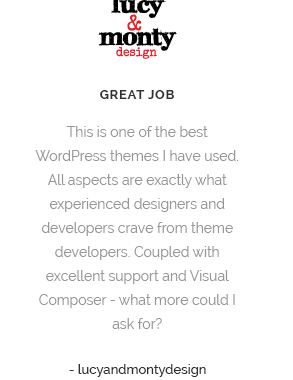 lucy
&
monty
design
GREAT JOB
This is one of the best
WordPress themes I have used.
All aspects are exactly what
experienced designers and
developers crave from theme
developers. Coupled with
excellent support and Visual
Composer - what more could I
ask for?
- lucyandmontydesign